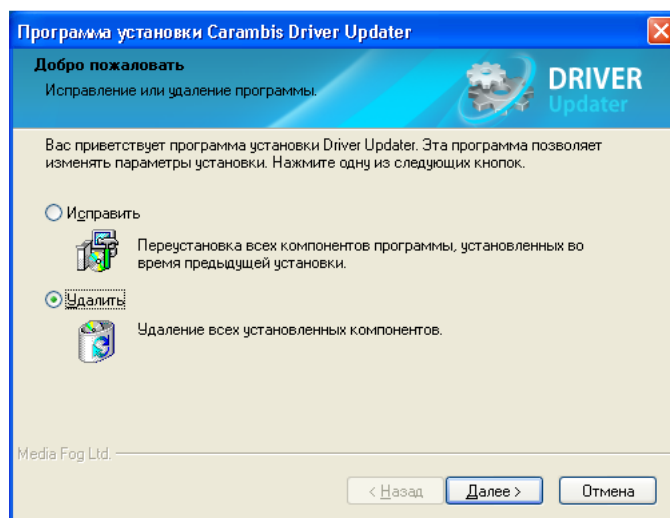 Программа установки Carambis Driver Updater
Добро пожаловать
Исправление или удаление программы.
DRIVER
Updater
Вас приветствует программа установки Driver Updater. Эта программа позволяет
изменять параметры установки. Нажмите одну из следующих кнопок.
Исправить
Переустановка всех компонентов программы, установленных во
время предыдущей установки.
Удалить
Удаление всех установленных компонентов.
Media Fog Ltd.
< Назад
Далее >
Отмена